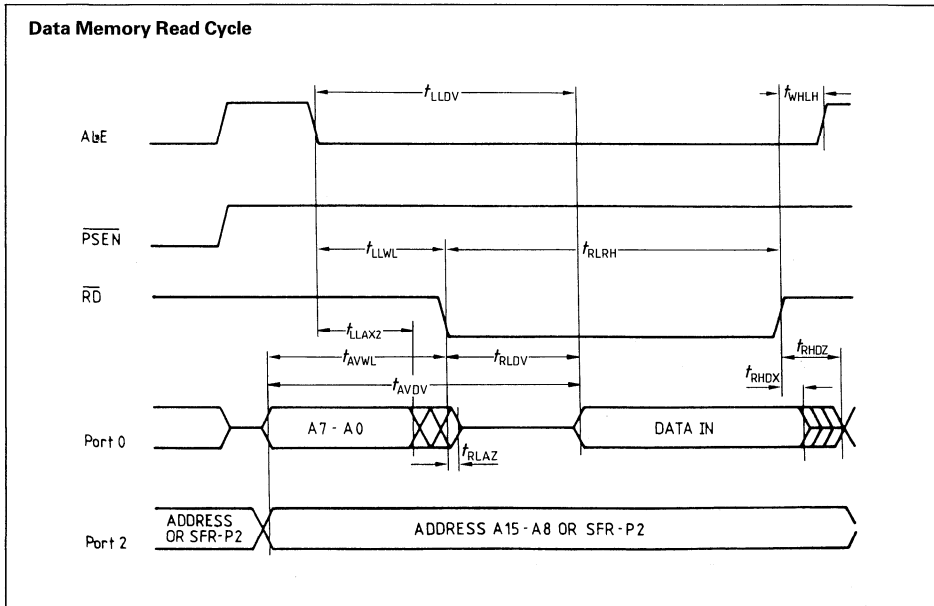 Data Memory Read Cycle
tLLDV
tWHLH
ALE
PSEN
tLLWL
tRLRH
RD
tLLAX2
tAVWL
tRLDV
tRHDZ
tAVDV
tRHDX
Port 0
A7 - A0
DATA IN
tRLAZ
ADDRESS
OR SFR-P2
Port 2
ADDRESS A15 - A8 OR SFR - P2